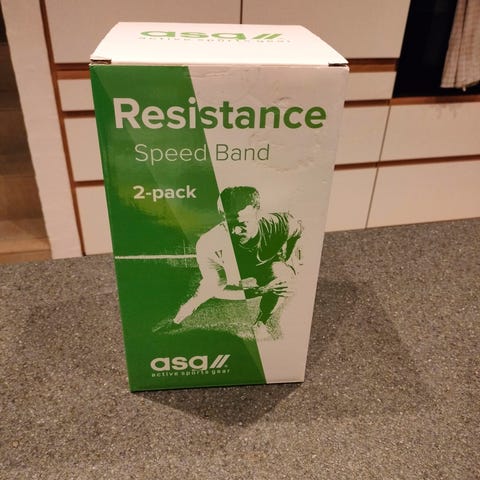 asa//
active sports gear
Resistance
Speed Band
2-pack
asa//
active sports gear